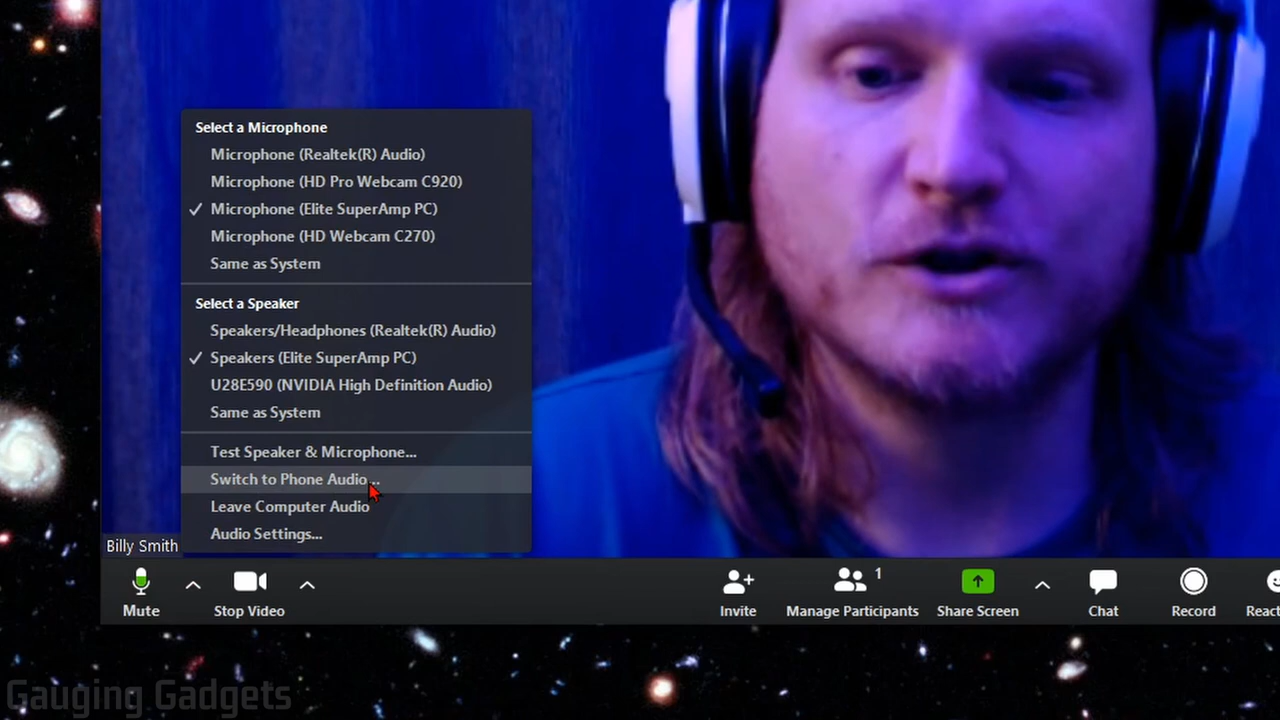 Select a Microphone
Microphone (Realtek(R) Audio)
Microphone (HD Pro Webcam C920)
Microphone (Elite SuperAmp PC)
Microphone (HD Webcam C270)
Same as System
Select a Speaker
Speakers/Headphones (Realtek(R) Audio)
Speakers (Elite SuperAmp PC)
U28E590 (NVIDIA High Definition Audio)
Same as System
Test Speaker & Microphone...
Switch to Phone Audio...
Leave Computer Audio
Audio Settings...
Billy Smith
Mute
Stop Video
Invite
1
Manage Participants
Share Screen
Chat
Record
React
Gauging Gadgets